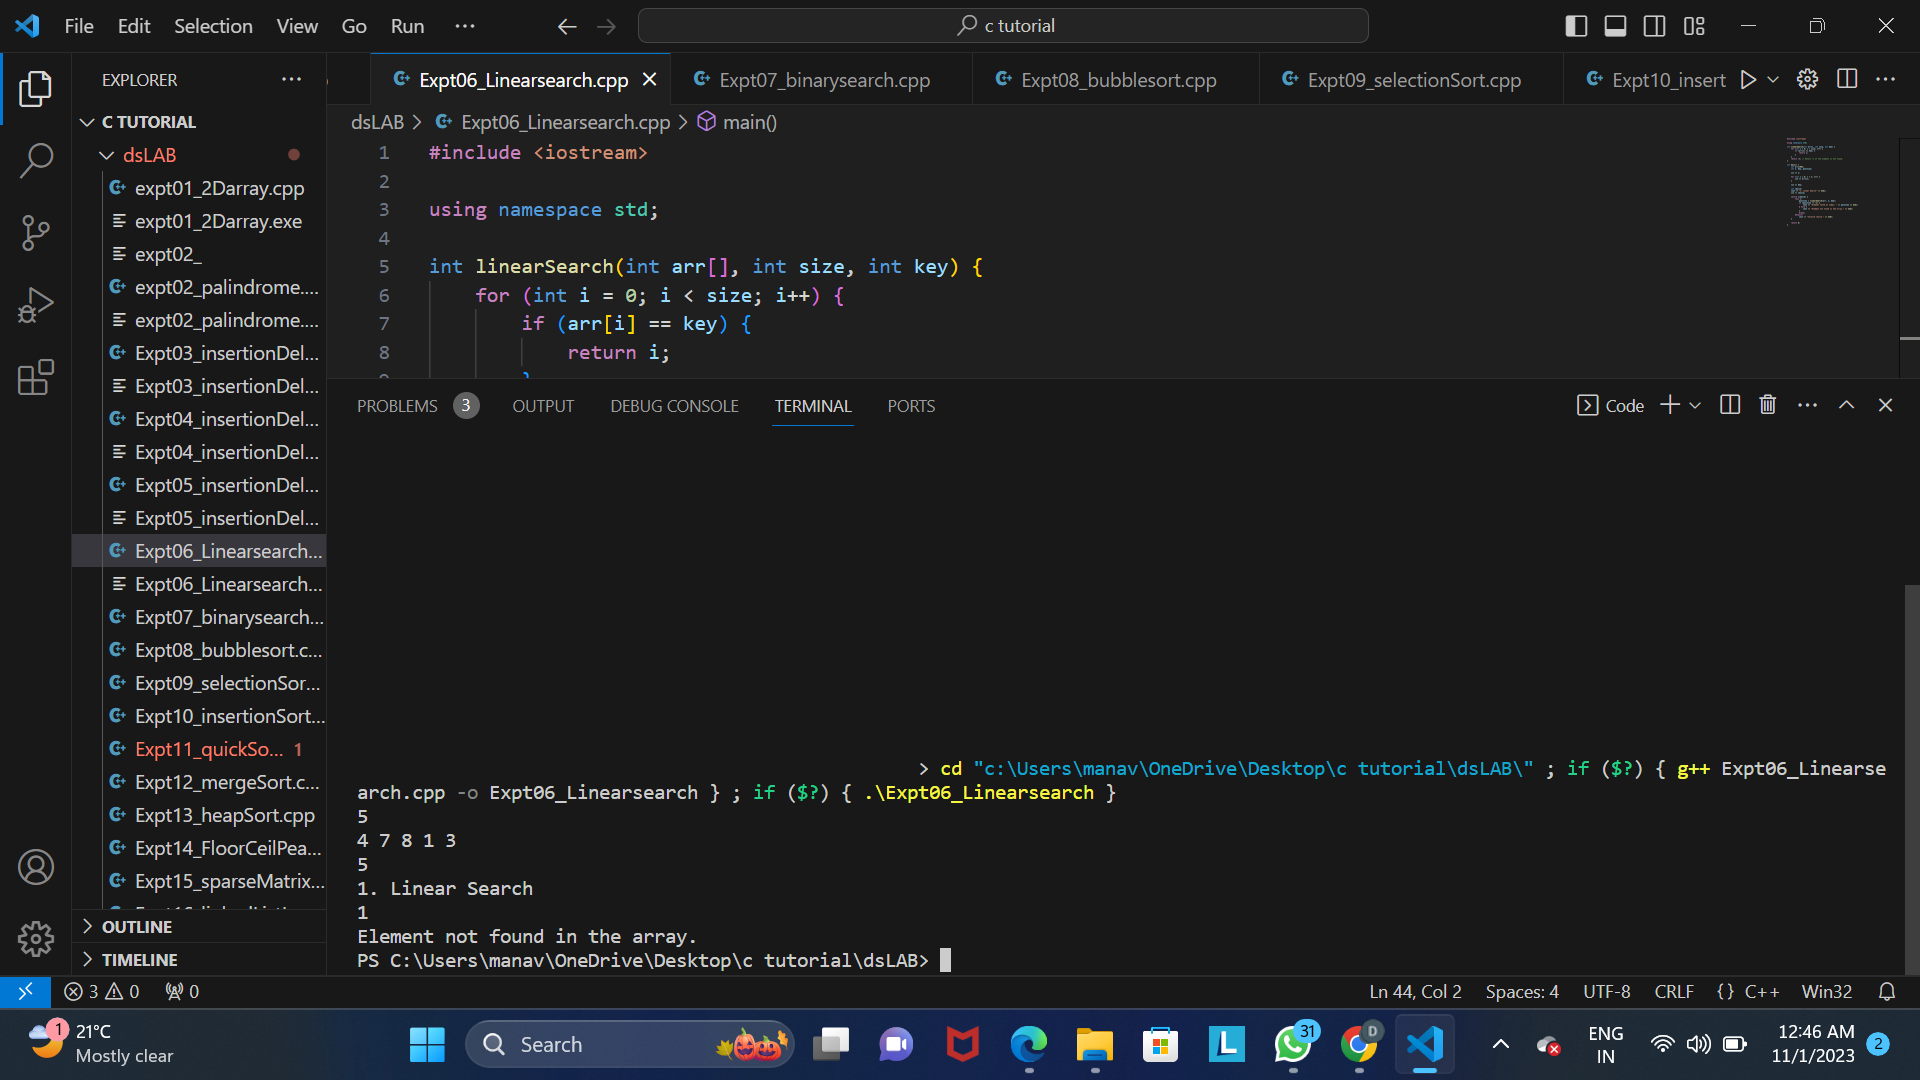 File Edit Selection View Go Run ···
c tutorial
EXPLORER
Expt06_Linearsearch.cpp
Expt07_binarysearch.cpp
Expt08_bubblesort.cpp
Expt09_selectionSort.cpp
Expt10_insert
C TUTORIAL
dsLAB
expt01_2Darray.cpp
expt01_2Darray.exe
expt02_
expt02_palindrome....
expt02_palindrome....
Expt03_insertionDel...
Expt03_insertionDel...
Expt04_insertionDel...
Expt04_insertionDel...
Expt05_insertionDel...
Expt05_insertionDel...
Expt06_Linearsearch...
Expt06_Linearsearch...
Expt07_binarysearch...
Expt08_bubblesort.c...
Expt09_selectionSor...
Expt10_insertionSort...
Expt11_quickSo... 1
Expt12_mergeSort.c...
Expt13_heapSort.cpp
Expt14_FloorCeilPea...
Expt15_sparseMatrix...
OUTLINE
TIMELINE
dsLAB > Expt06_Linearsearch.cpp > main()
1 #include <iostream>
2
3 using namespace std;
4
5 int linearSearch(int arr[], int size, int key) {
6 for (int i = 0; i < size; i++) {
7 if (arr[i] == key) {
8 return i;
PROBLEMS 3 OUTPUT DEBUG CONSOLE TERMINAL PORTS
Code
> cd "c:\Users\manav\OneDrive\Desktop\c tutorial\dsLAB\" ; if ($?) { g++ Expt06_Linearse
arch.cpp -o Expt06_Linearsearch } ; if ($?) { .\Expt06_Linearsearch }
5
4 7 8 1 3
5
1. Linear Search
1
Element not found in the array.
PS C:\Users\manav\OneDrive\Desktop\c tutorial\dsLAB>
3 0 0
Ln 44, Col 2 Spaces: 4 UTF-8 CRLF {} C++ Win32
1
21°C
Mostly clear
Search
L
31
D
ENG
IN
12:46 AM
11/1/2023
2